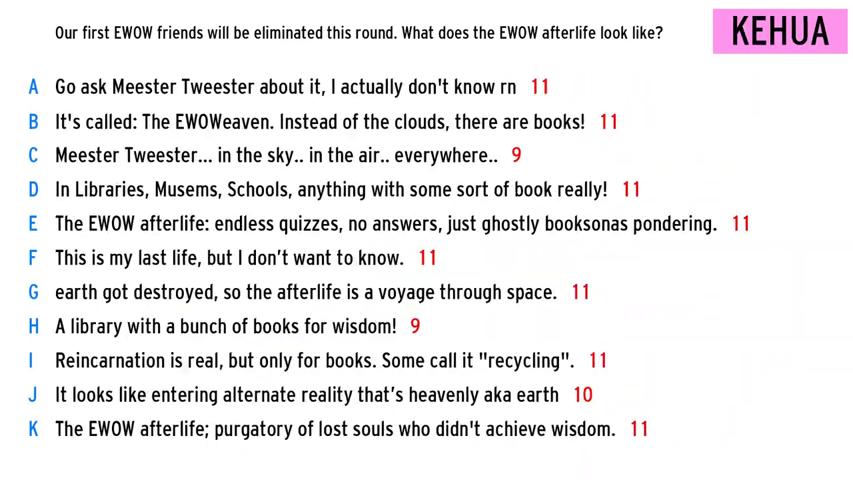 Our first EWOW friends will be eliminated this round. What does the EWOW afterlife look like?
KEHUA
A Go ask Meester Tweester about it, I actually don't know rn 11
B It's called: The EWOWeaven. Instead of the clouds, there are books! 11
C Meester Tweester... in the sky.. in the air.. everywhere.. 9
D In Libraries, Musems, Schools, anything with some sort of book really! 11
E The EWOW afterlife: endless quizzes, no answers, just ghostly booksonas pondering. 11
F This is my last life, but I don’t want to know. 11
G earth got destroyed, so the afterlife is a voyage through space. 11
H A library with a bunch of books for wisdom! 9
I Reincarnation is real, but only for books. Some call it "recycling". 11
J It looks like entering alternate reality that’s heavenly aka earth 10
K The EWOW afterlife; purgatory of lost souls who didn't achieve wisdom. 11